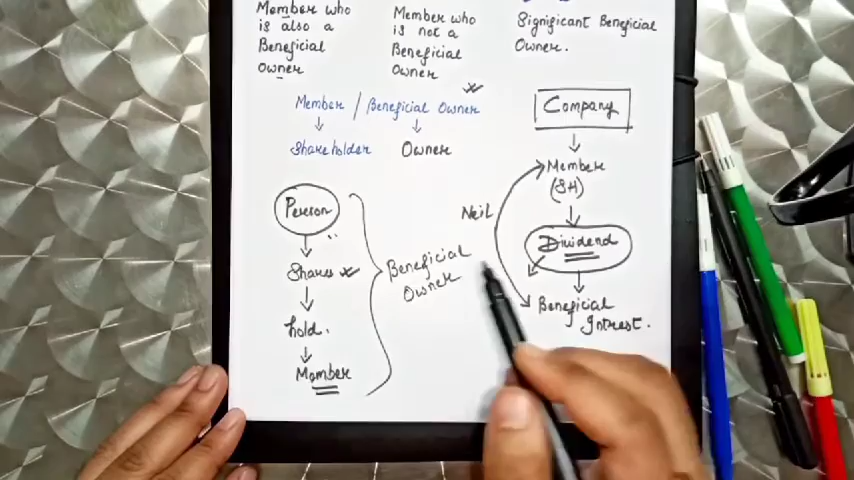 Member who
is also a
Beneficial
Owner
Member who
is not a
Beneficial
Owner
Significant Beneficial
Owner.
Member / Beneficial Owner
Shareholder
Owner
Person
Shares
hold.
Member
Beneficial
Owner
Company
Member
(SH)
Neil
Dividend
Beneficial
Interest.